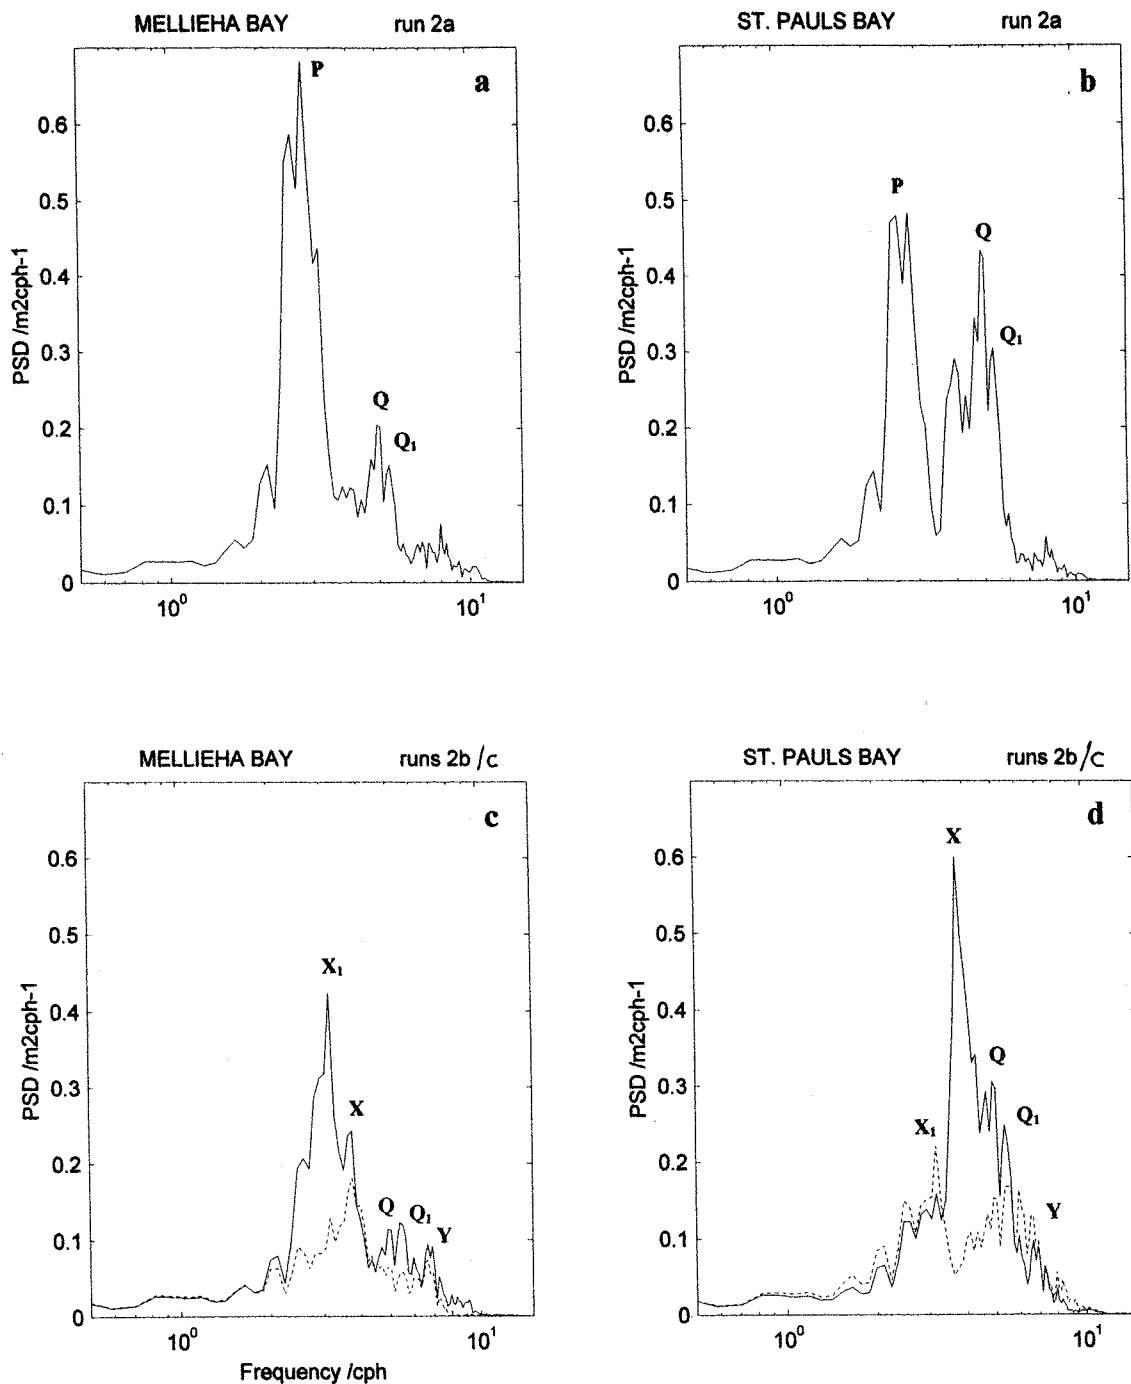 MELLIEHA BAY run 2a
a
P
Q
Q1
0.6
0.5
0.4
0.3
0.2
0.1
0
PSD /m2cph-1
10^0 10^1
ST. PAULS BAY run 2a
b
P
Q
Q1
0.6
0.5
0.4
0.3
0.2
0.1
0
PSD /m2cph-1
10^0 10^1
MELLIEHA BAY runs 2b/c
c
X1
X
Q
Q1
Y
0.6
0.5
0.4
0.3
0.2
0.1
0
PSD /m2cph-1
10^0 10^1
Frequency /cph
ST. PAULS BAY runs 2b/c
d
X
Q
Q1
X1
Y
0.6
0.5
0.4
0.3
0.2
0.1
0
PSD /m2cph-1
10^0 10^1